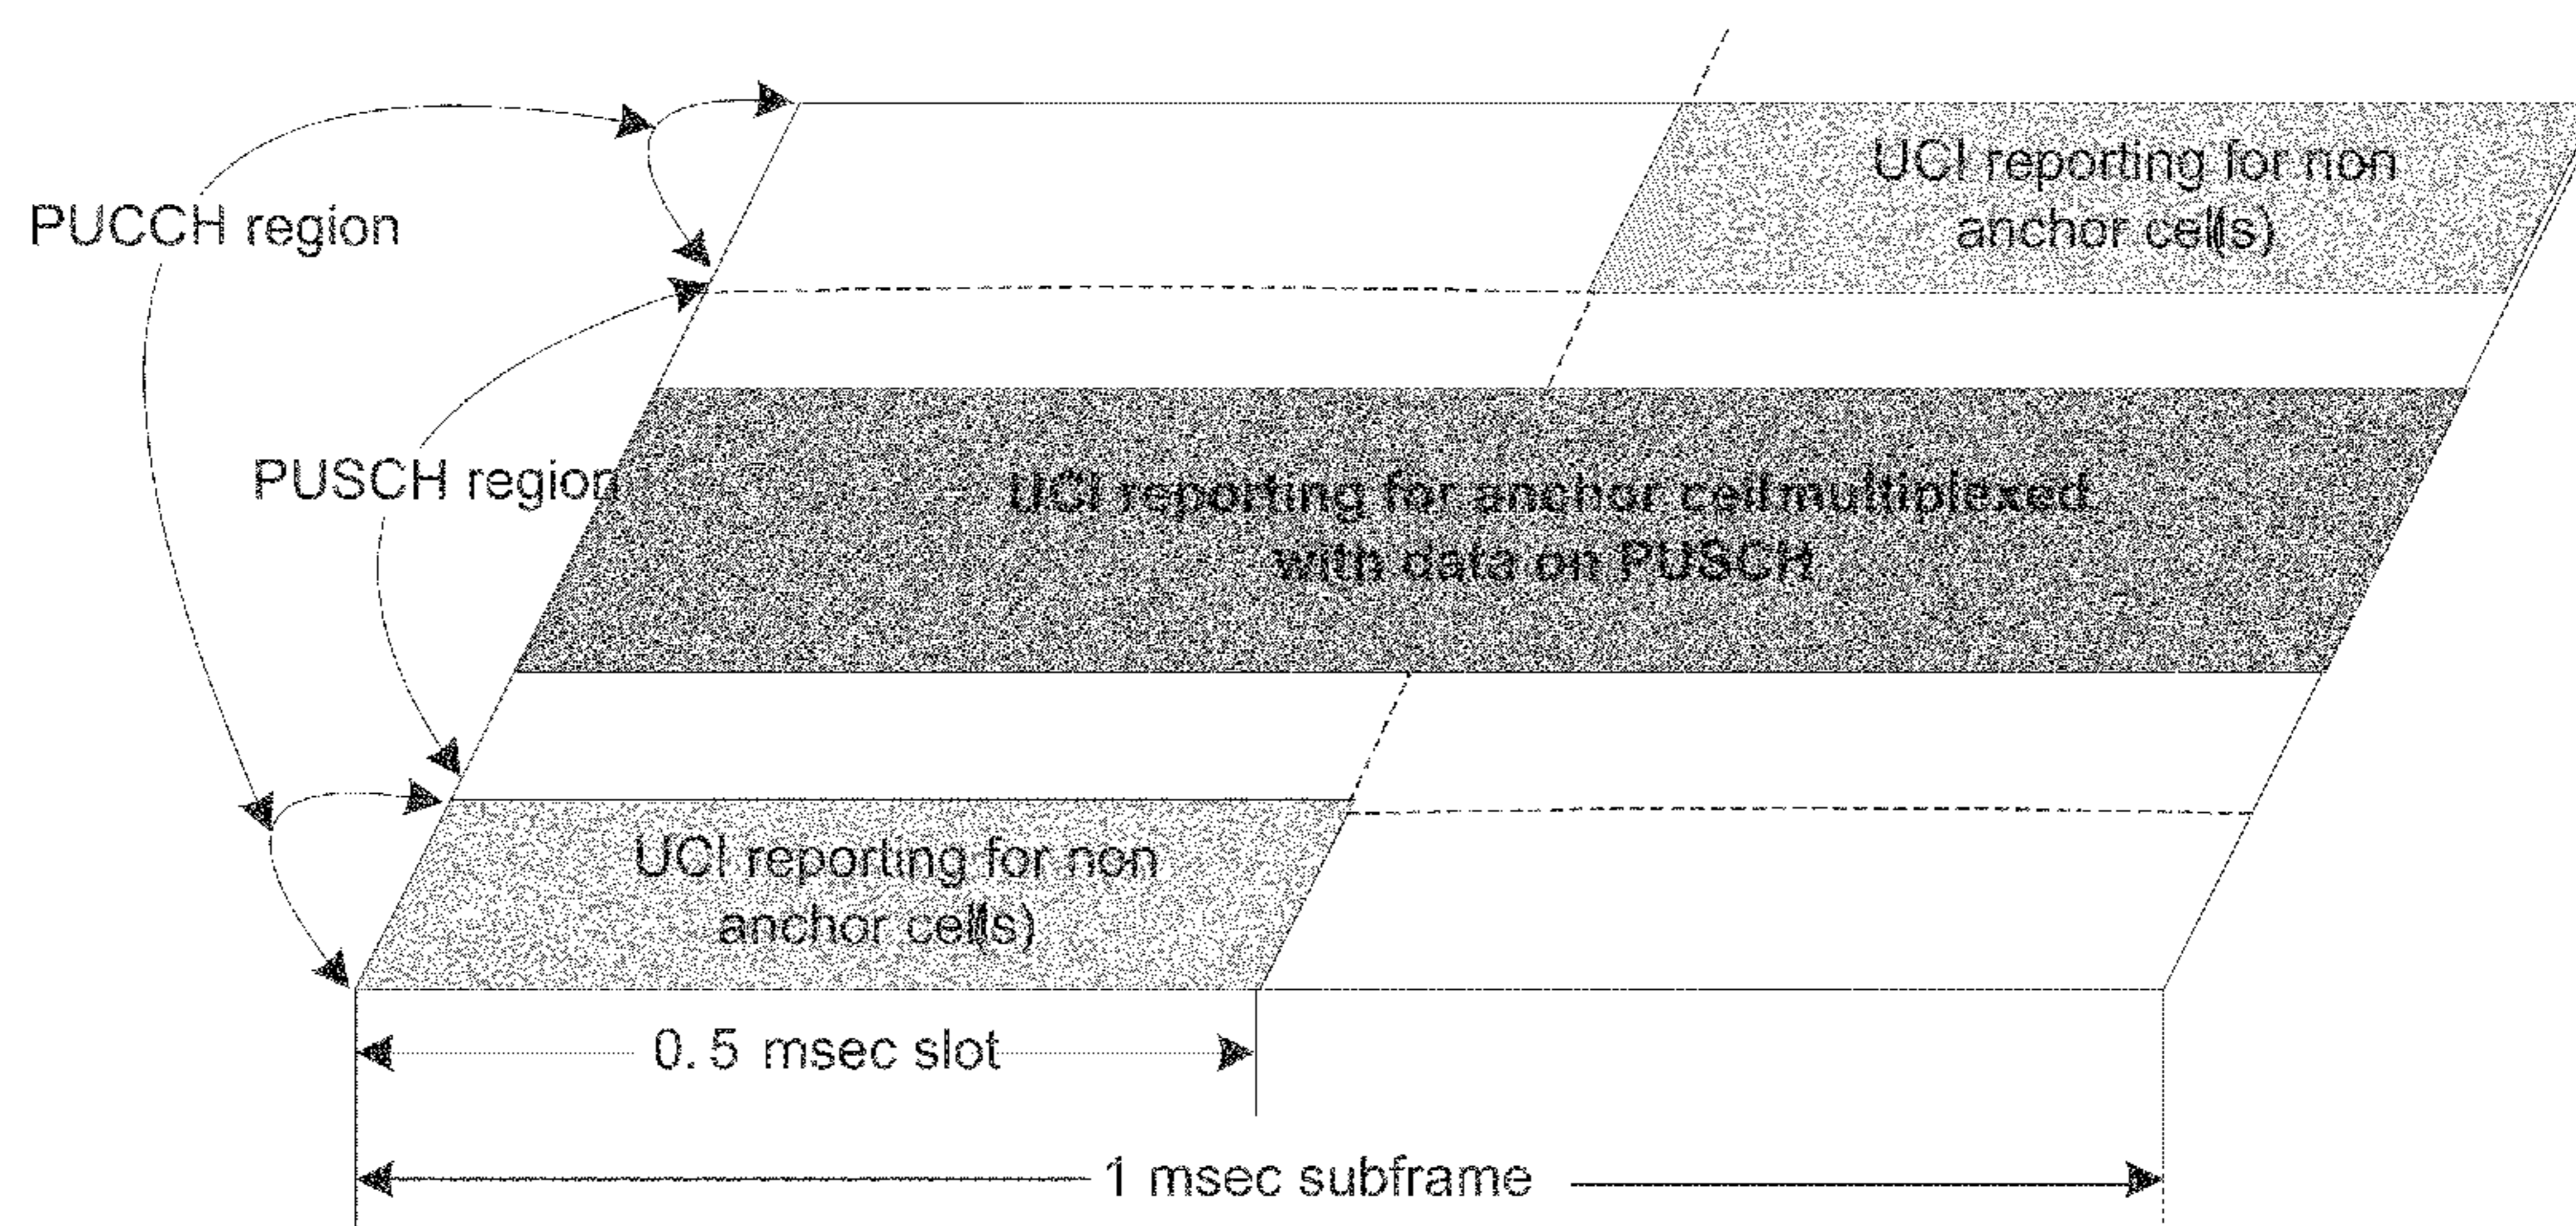 UCI reporting for non
anchor cell(s)
PUCCH region
PUSCH region
UCI reporting for anchor cell multiplexed
with data on PUSCH
UCI reporting for non
anchor cell(s)
0.5 msec slot
1 msec subframe